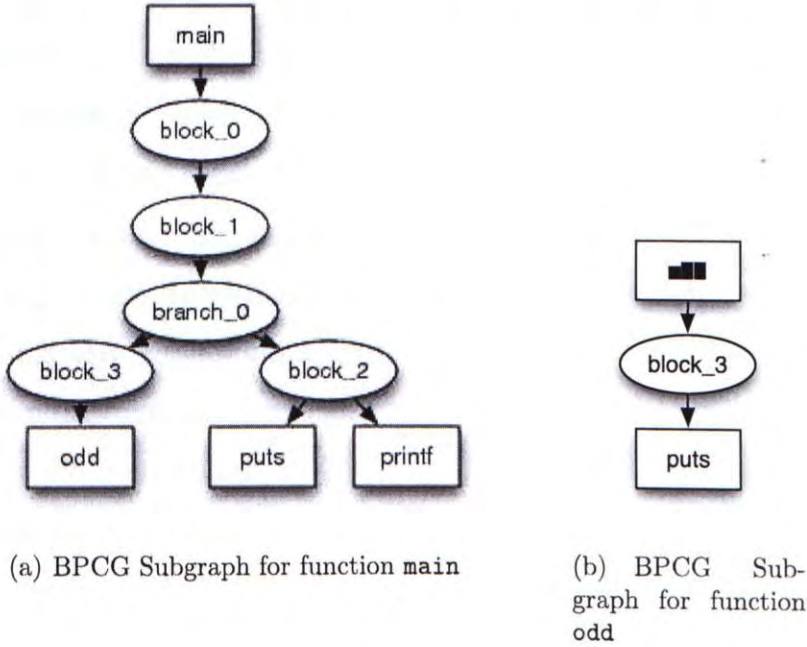 main
block_0
block_1
branch_0
block_3
block_2
block_3
odd
puts
printf
puts
(a) BPCG Subgraph for function main
(b) BPCG Sub-
graph for function
odd